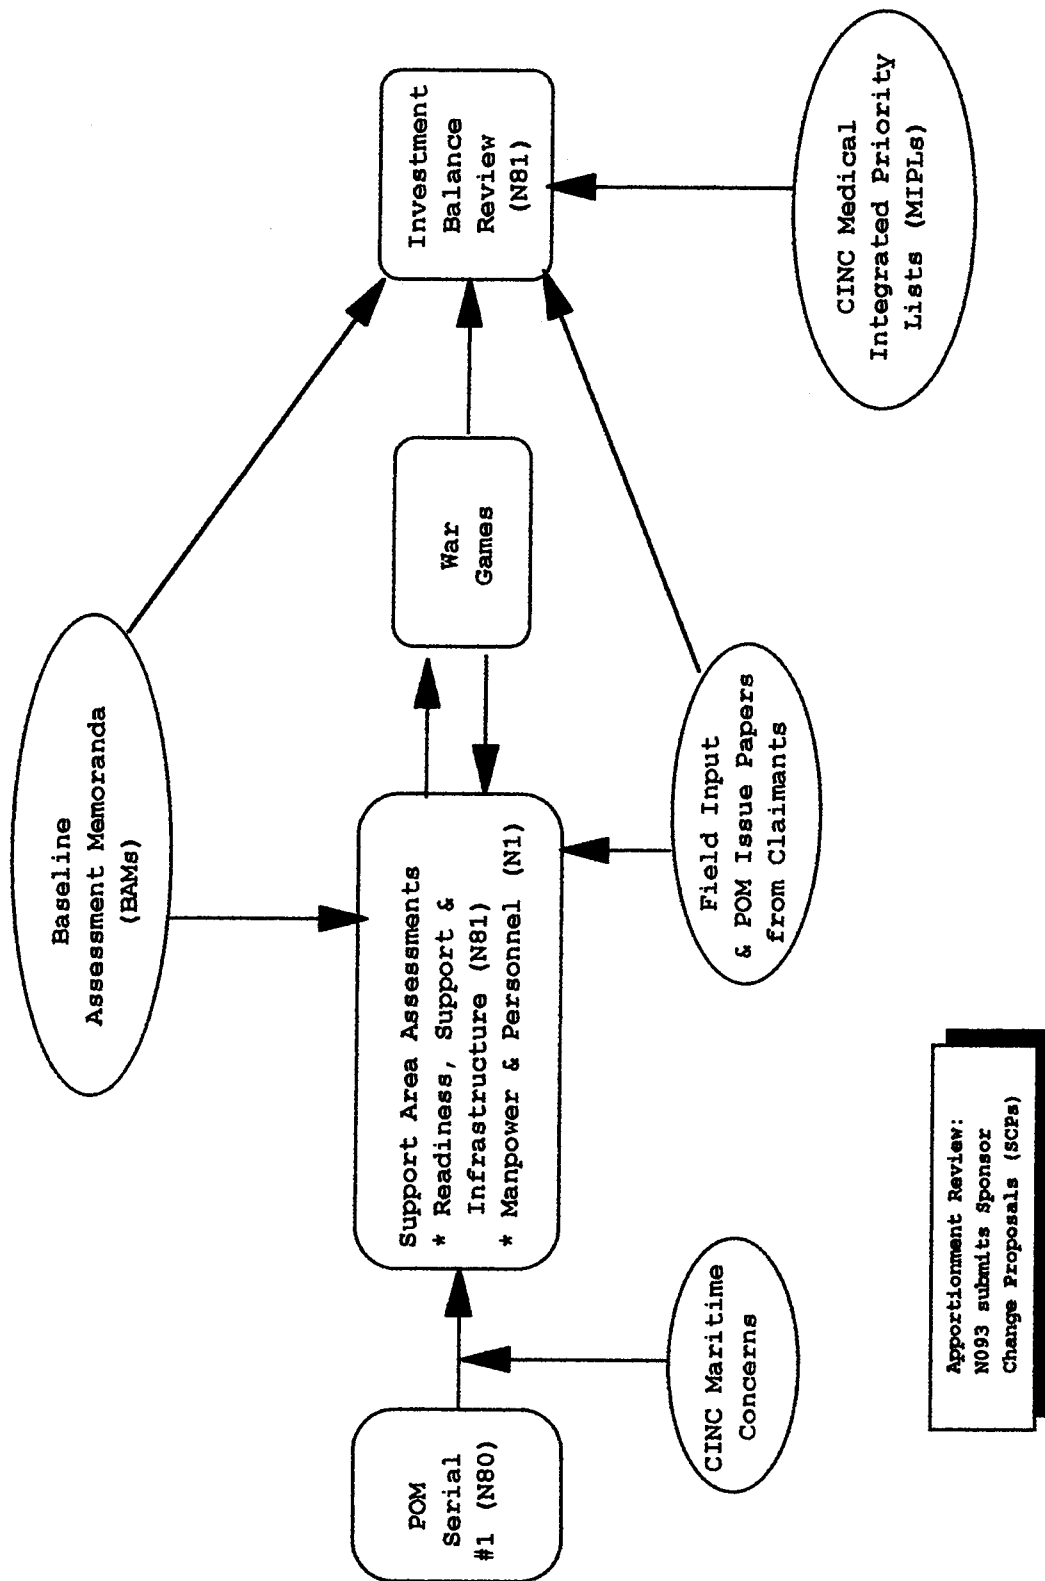 Baseline
Assessment Memoranda
(BAMs)
POM
Serial
#1 (N80)
Support Area Assessments
* Readiness, Support &
Infrastructure (N81)
* Manpower & Personnel (N1)
War
Games
Investment
Balance
Review
(N81)
CINC Maritime
Concerns
Field Input
& POM Issue Papers
from Claimants
CINC Medical
Integrated Priority
Lists (MIPLs)
Apportionment Review:
N093 submits Sponsor
Change Proposals (SCPs)